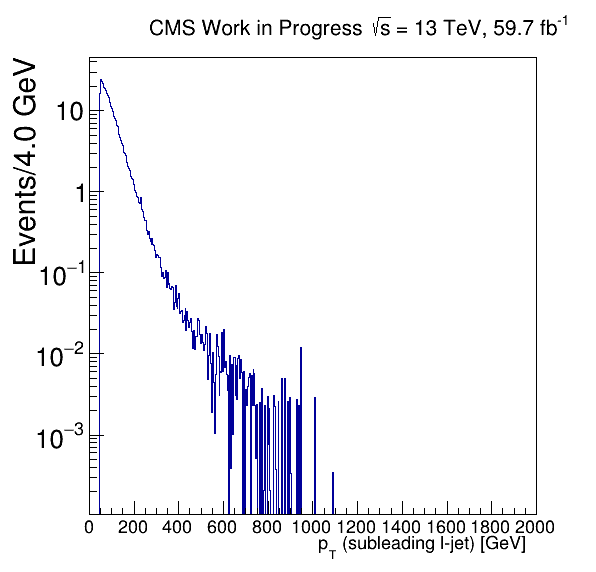 CMS Work in Progress √s = 13 TeV, 59.7 fb⁻¹
Events/4.0 GeV
10
1
10⁻¹
10⁻²
10⁻³
0 200 400 600 800 1000 1200 1400 1600 1800 2000
p_T (subleading l-jet) [GeV]